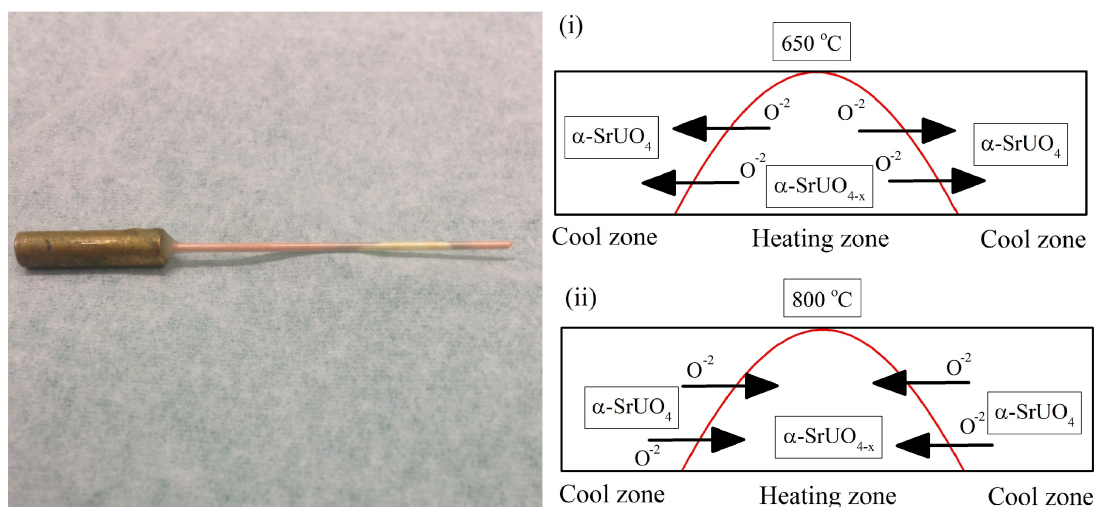 (i)
650 °C
O⁻² O⁻²
α-SrUO₄ α-SrUO₄
O⁻² O⁻²
α-SrUO₄₋ₓ
Cool zone Heating zone Cool zone
(ii)
800 °C
O⁻² O⁻²
α-SrUO₄ α-SrUO₄
O⁻² α-SrUO₄₋ₓ O⁻²
Cool zone Heating zone Cool zone